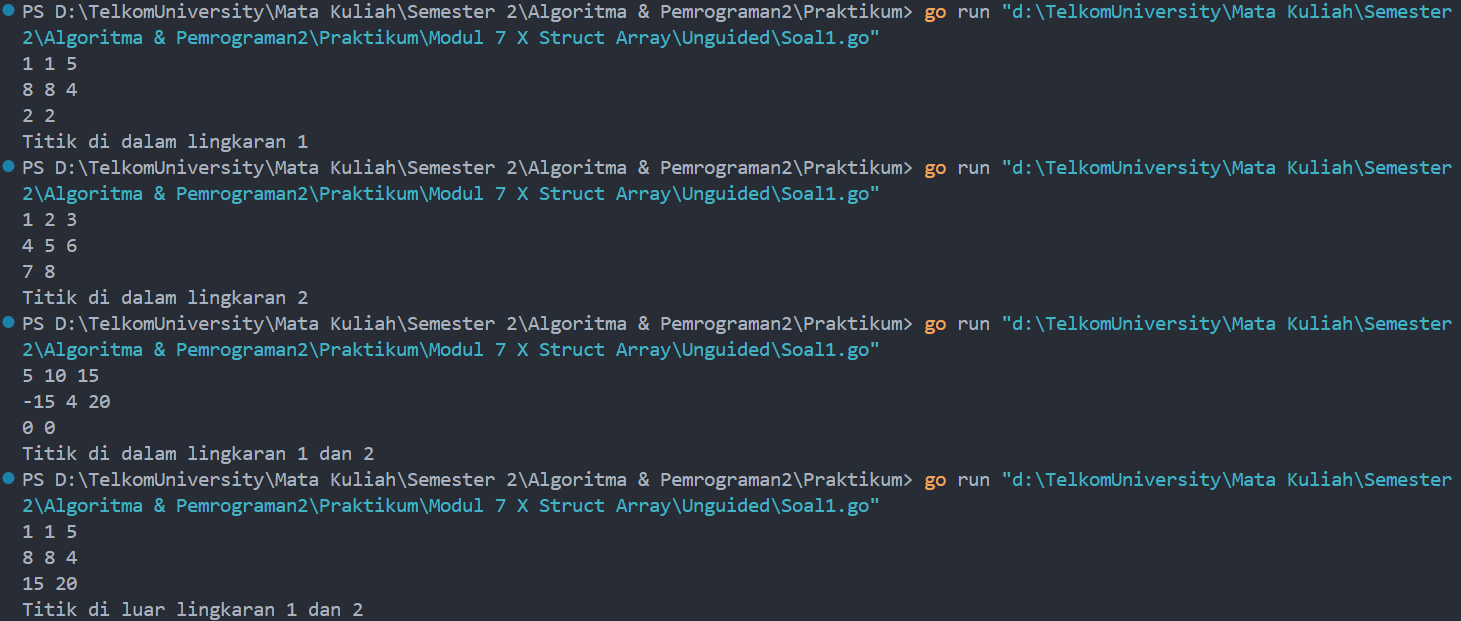 PS D:\TelkomUniversity\Mata Kuliah\Semester 2\Algoritma & Pemrograman2\Praktikum> go run "d:\TelkomUniversity\Mata Kuliah\Semester
2\Algoritma & Pemrograman2\Praktikum\Modul 7 X Struct Array\Unguided\Soal1.go"
1 1 5
8 8 4
2 2
Titik di dalam lingkaran 1
PS D:\TelkomUniversity\Mata Kuliah\Semester 2\Algoritma & Pemrograman2\Praktikum> go run "d:\TelkomUniversity\Mata Kuliah\Semester
2\Algoritma & Pemrograman2\Praktikum\Modul 7 X Struct Array\Unguided\Soal1.go"
1 2 3
4 5 6
7 8
Titik di dalam lingkaran 2
PS D:\TelkomUniversity\Mata Kuliah\Semester 2\Algoritma & Pemrograman2\Praktikum> go run "d:\TelkomUniversity\Mata Kuliah\Semester
2\Algoritma & Pemrograman2\Praktikum\Modul 7 X Struct Array\Unguided\Soal1.go"
5 10 15
-15 4 20
0 0
Titik di dalam lingkaran 1 dan 2
PS D:\TelkomUniversity\Mata Kuliah\Semester 2\Algoritma & Pemrograman2\Praktikum> go run "d:\TelkomUniversity\Mata Kuliah\Semester
2\Algoritma & Pemrograman2\Praktikum\Modul 7 X Struct Array\Unguided\Soal1.go"
1 1 5
8 8 4
15 20
Titik di luar lingkaran 1 dan 2